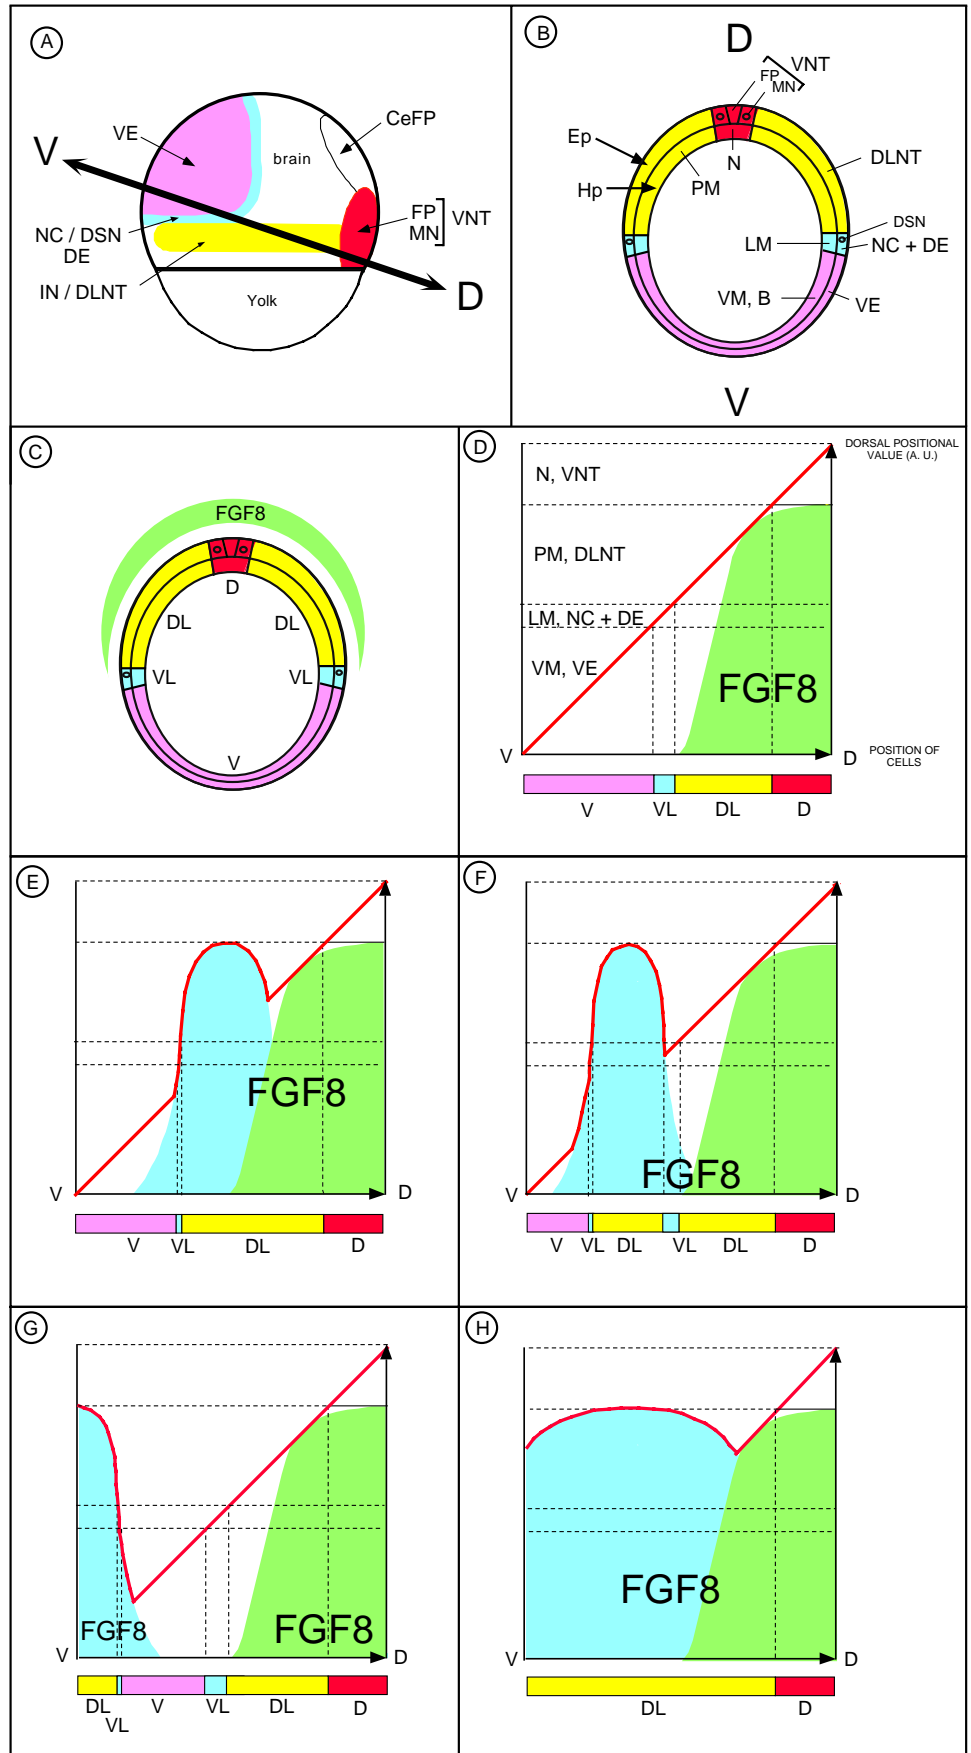 A
VE
CeFP
V
brain
FP
MN
VNT
NC / DSN
DE
IN / DLNT
D
Yolk
B
D
VNT
FP
MN
Ep
DLNT
N
Hp
PM
DSN
LM
NC + DE
VM, B
VE
V
C
FGF8
D
DL
DL
VL
VL
V
D
DORSAL POSITIONAL
VALUE (A. U.)
N, VNT
PM, DLNT
LM, NC + DE
VM, VE
FGF8
V
D
POSITION OF
CELLS
V
VL
DL
D
E
FGF8
V
D
V
VL
DL
D
F
FGF8
V
D
V
VL
DL
VL
DL
D
G
FGF8
FGF8
V
D
DL
VL
V
VL
DL
D
H
FGF8
V
D
DL
D